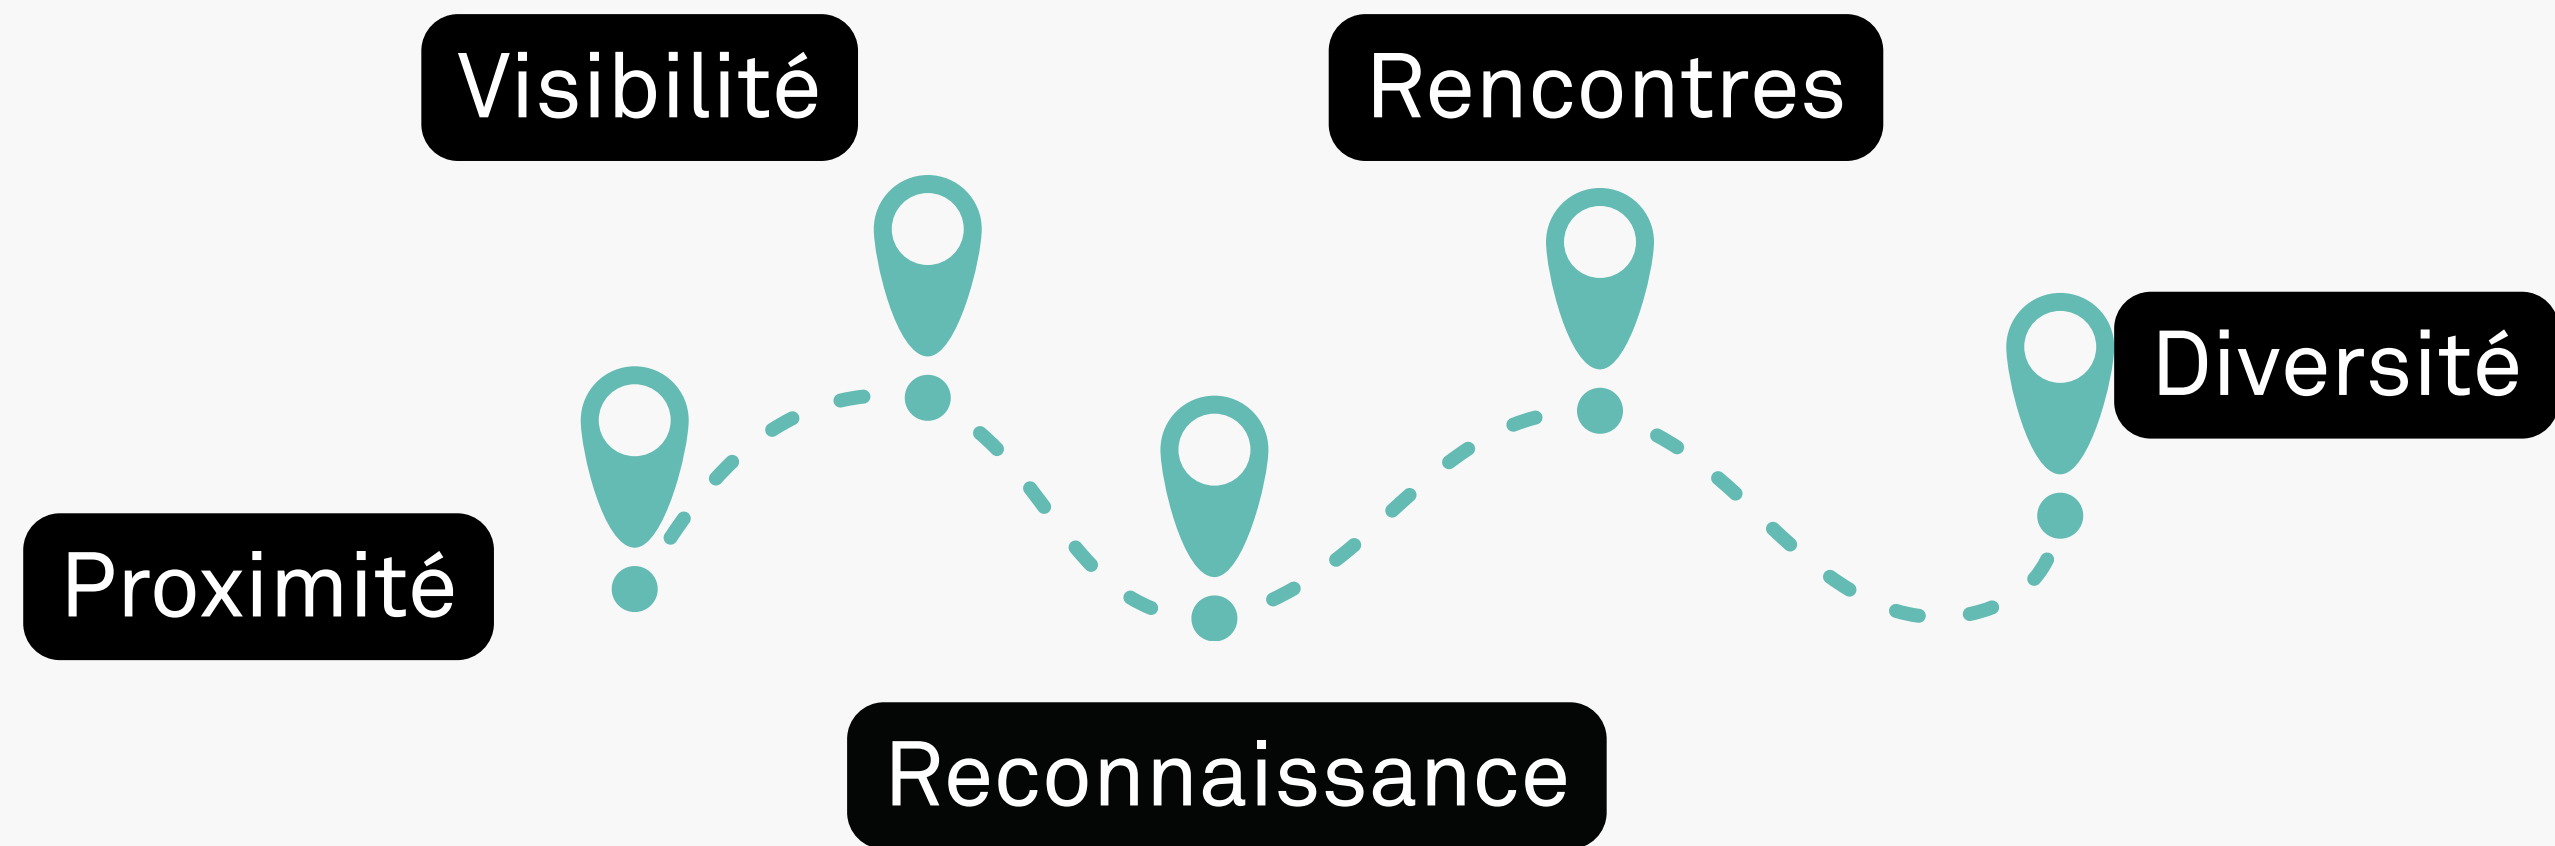 Visibilité
Rencontres
Diversité
Proximité
Reconnaissance